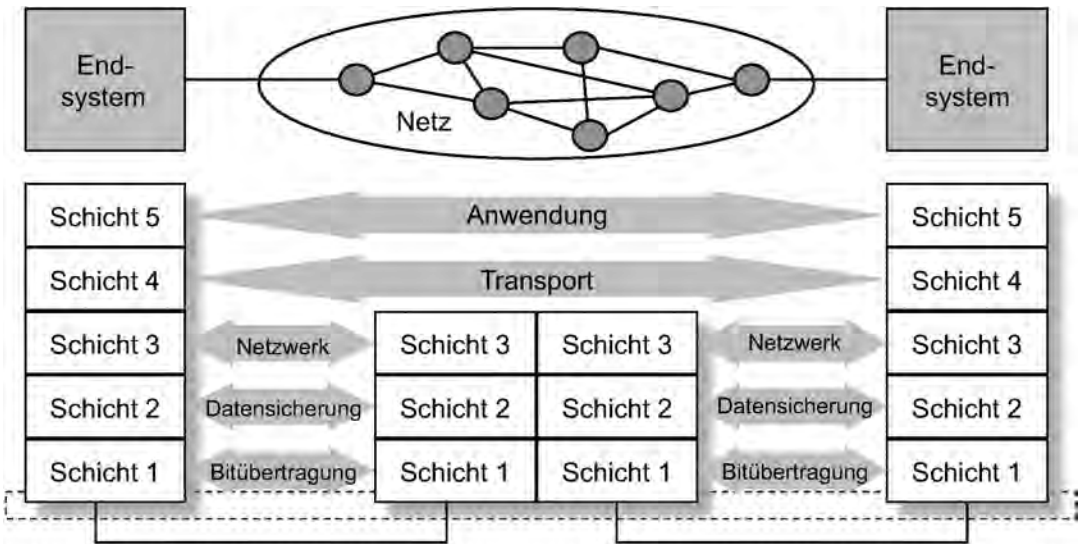 End-
system
Netz
End-
system
Schicht 5
Anwendung
Schicht 5
Schicht 4
Transport
Schicht 4
Schicht 3
Netzwerk
Schicht 3
Schicht 3
Netzwerk
Schicht 3
Schicht 2
Datensicherung
Schicht 2
Schicht 2
Datensicherung
Schicht 2
Schicht 1
Bitübertragung
Schicht 1
Schicht 1
Bitübertragung
Schicht 1